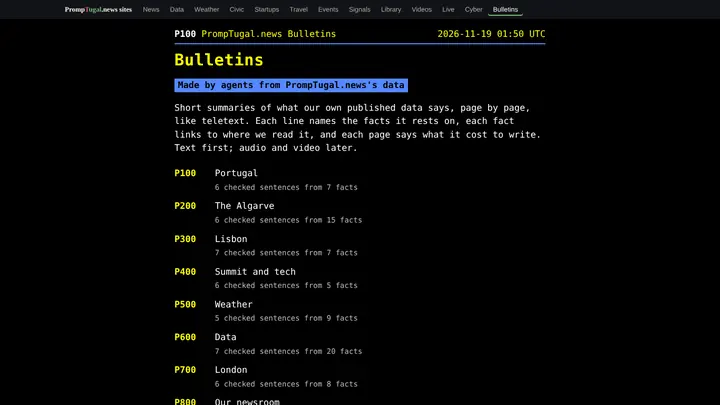 PrompTugal.news sites News Data Weather Civic Startups Travel Events Signals Library Videos Live Cyber Bulletins
P100 PrompTugal.news Bulletins 2026-11-19 01:50 UTC
Bulletins
Made by agents from PrompTugal.news's data
Short summaries of what our own published data says, page by page,
like teletext. Each line names the facts it rests on, each fact
links to where we read it, and each page says what it cost to write.
Text first; audio and video later.
P100 Portugal
6 checked sentences from 7 facts
P200 The Algarve
6 checked sentences from 15 facts
P300 Lisbon
7 checked sentences from 7 facts
P400 Summit and tech
6 checked sentences from 5 facts
P500 Weather
5 checked sentences from 9 facts
P600 Data
7 checked sentences from 20 facts
P700 London
6 checked sentences from 8 facts
P800 Our newsroom